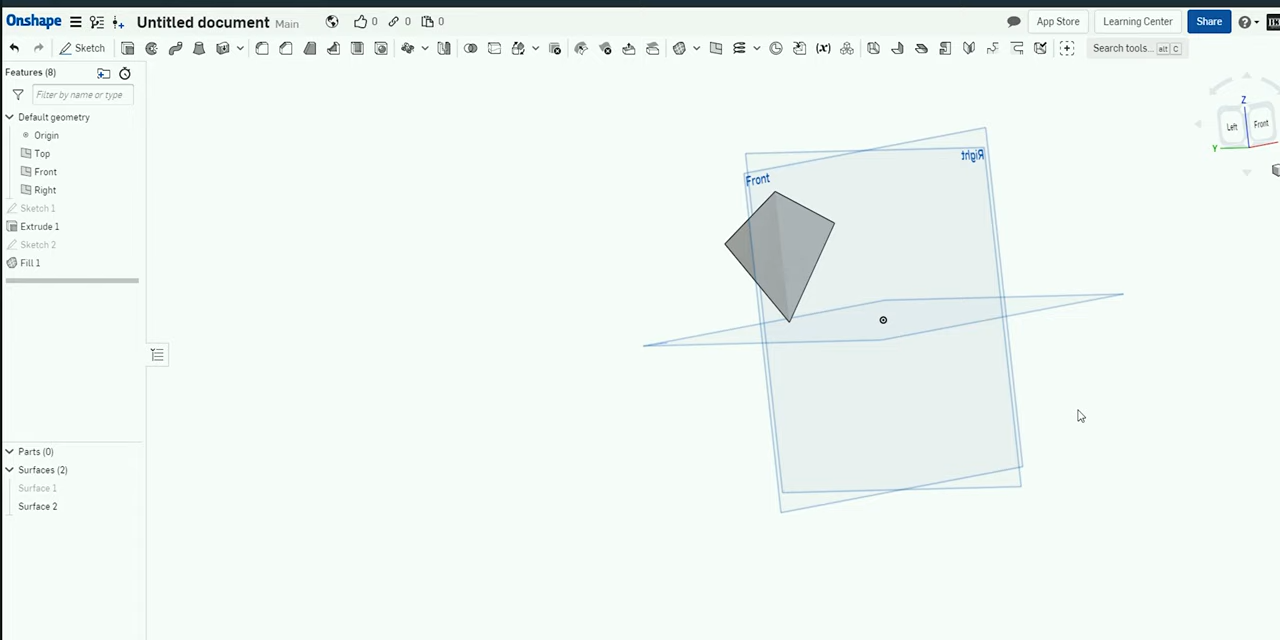 Onshape Untitled document Main 0 0 0 App Store Learning Center Share ?
Sketch (x) Search tools... alt C
Features (8)
Filter by name or type
Default geometry
Origin
Top
Front
Right
Sketch 1
Extrude 1
Sketch 2
Fill 1
Parts (0)
Surfaces (2)
Surface 1
Surface 2
Front
Right
Z
Left Front
Y